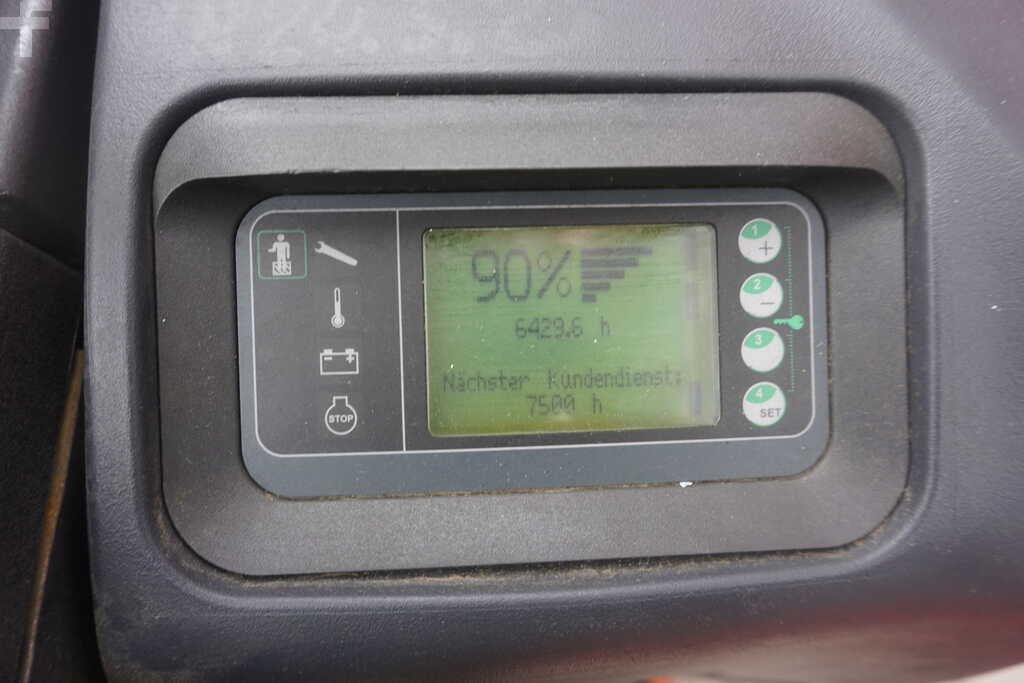 90%
6429.6 h
Nächster Kundendienst:
7500 h
STOP
1
+
2
−
3
4
SET